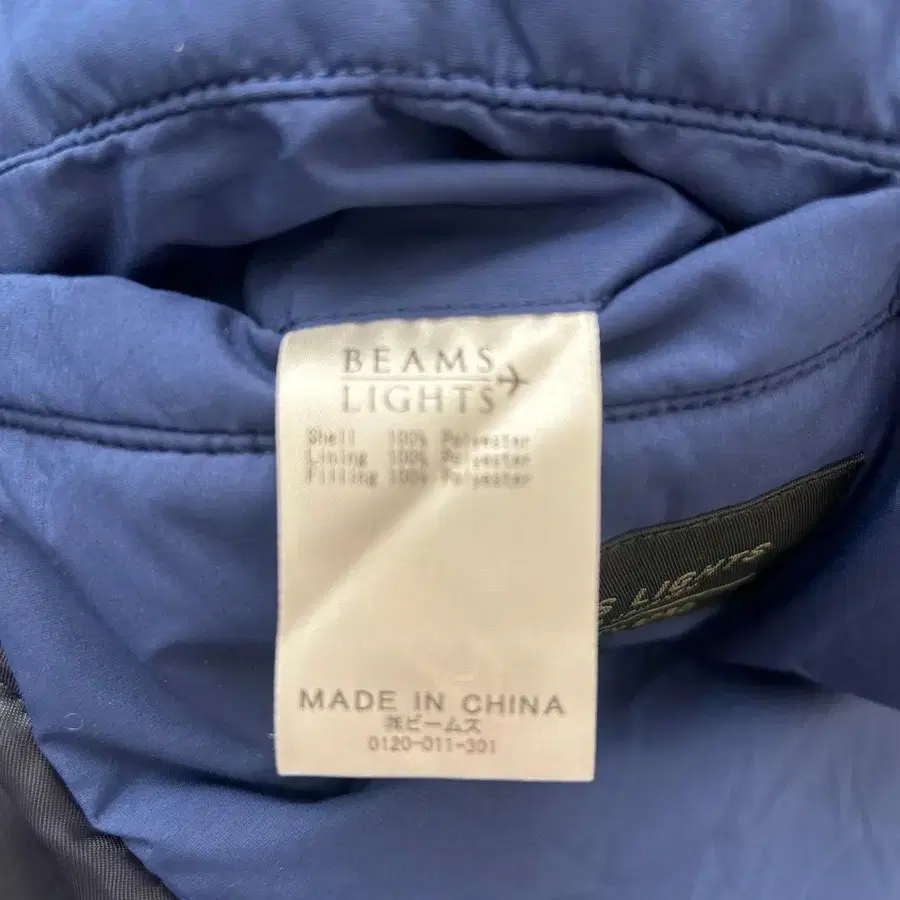 BEAMS
LIGHTS
Shell 100% Polyester
Lining 100% Polyester
Filling 100% Polyester
MADE IN CHINA
㈱ビームス
0120-011-301
S LIGHTS